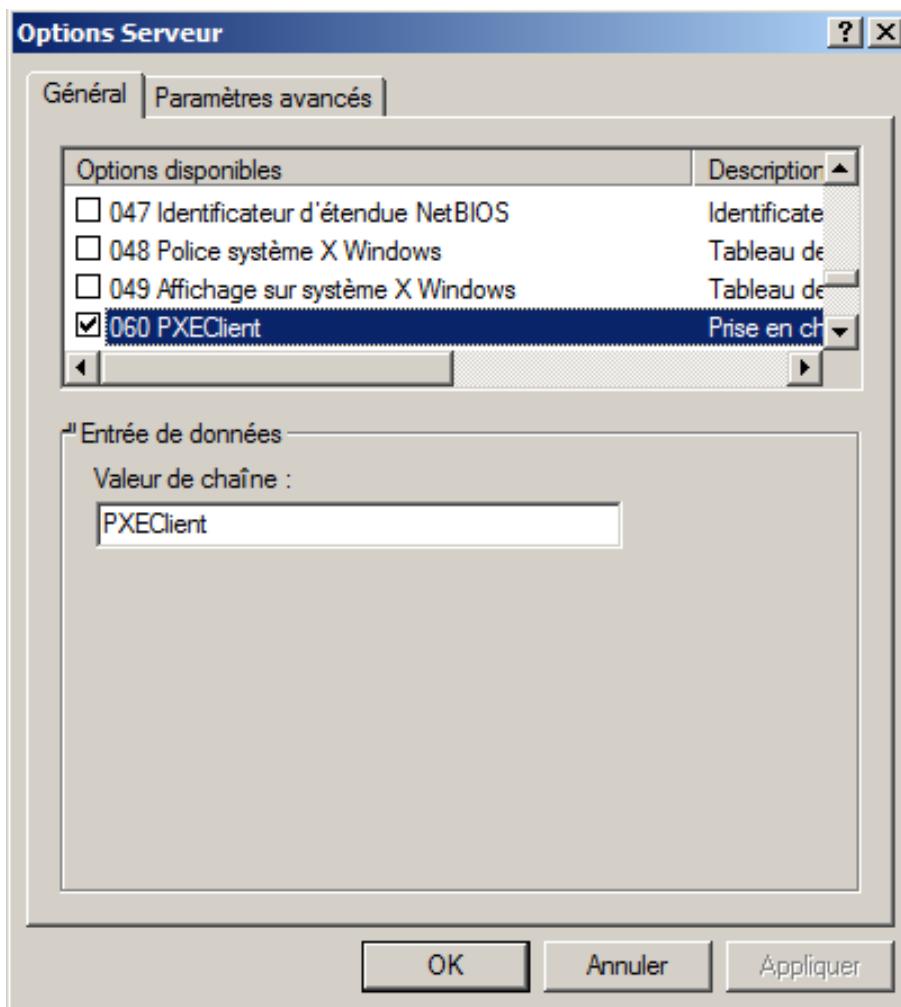 Options Serveur
Général Paramètres avancés
Options disponibles Description
047 Identificateur d'étendue NetBIOS Identificate
048 Police système X Windows Tableau de
049 Affichage sur système X Windows Tableau de
060 PXEClient Prise en ch
Entrée de données
Valeur de chaîne :
PXEClient
OK Annuler Appliquer